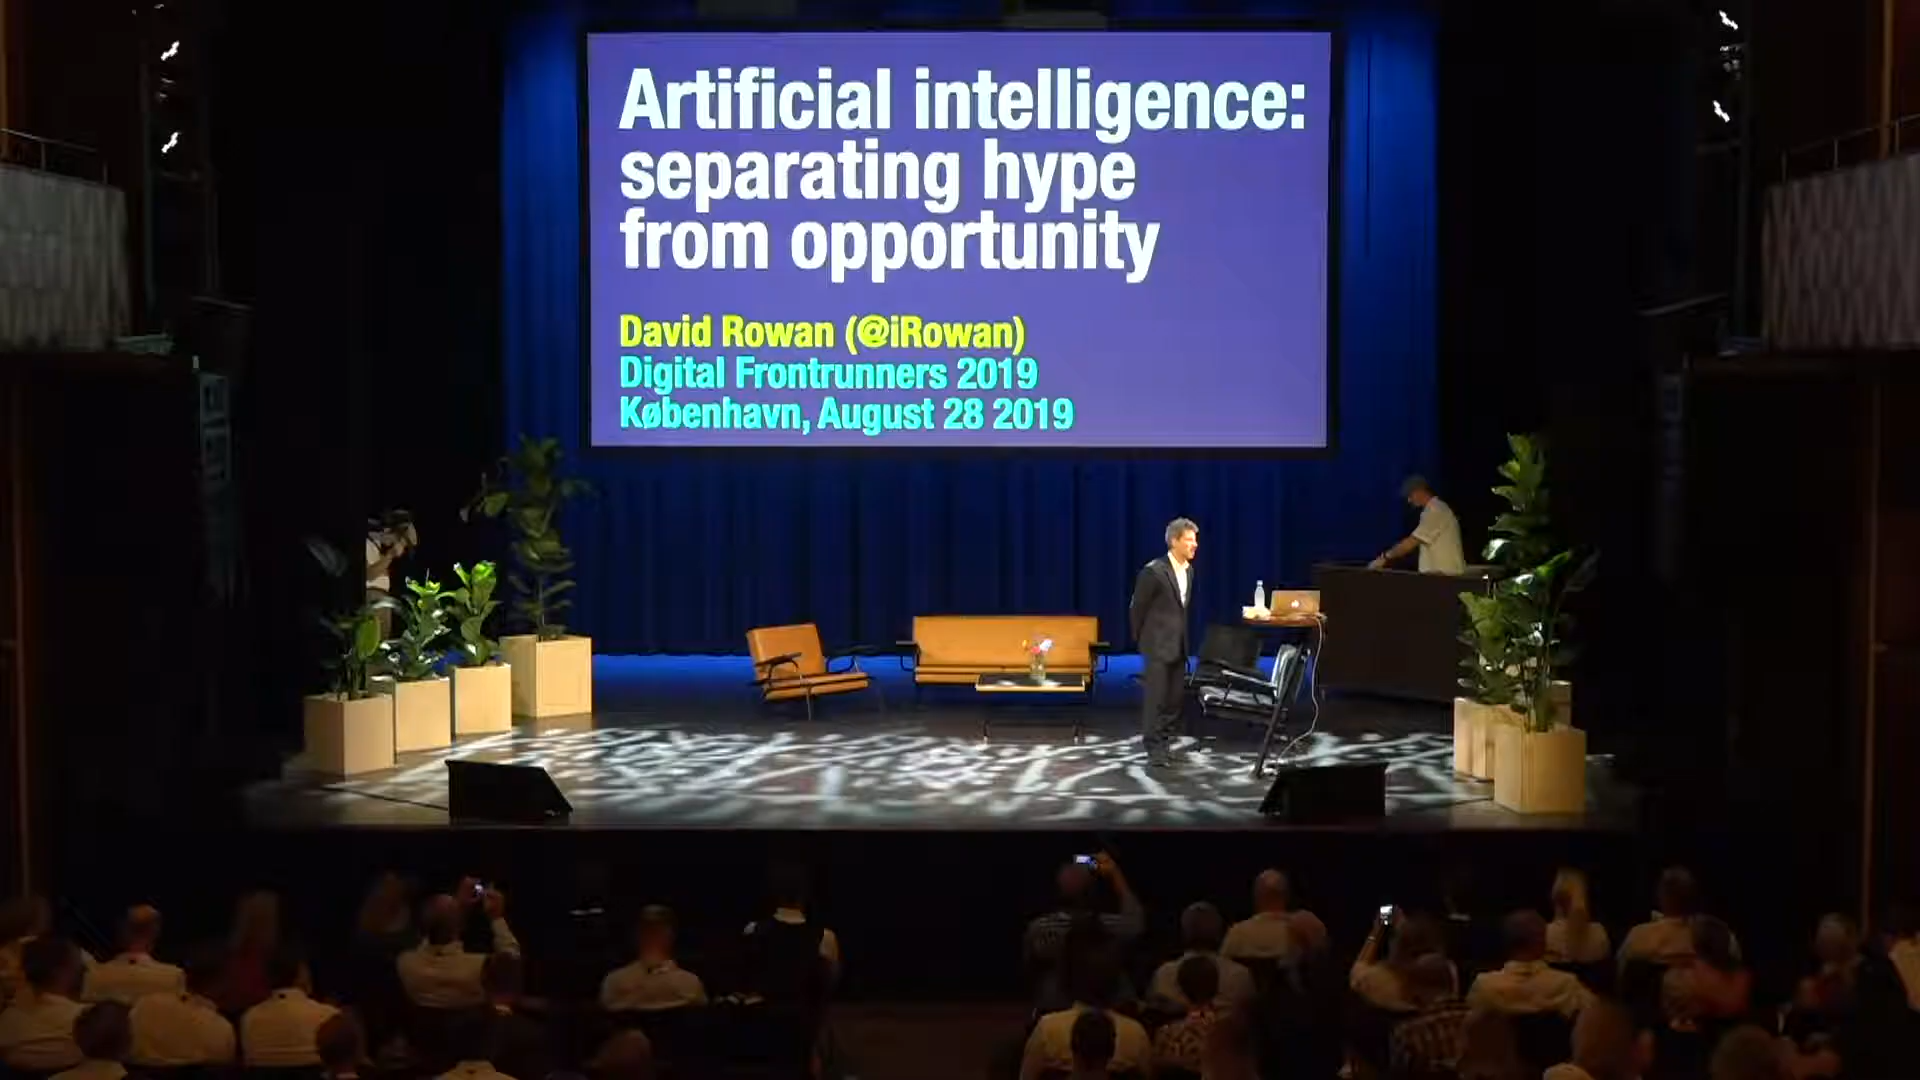 Artificial intelligence:
separating hype
from opportunity
David Rowan (@iRowan)
Digital Frontrunners 2019
København, August 28 2019